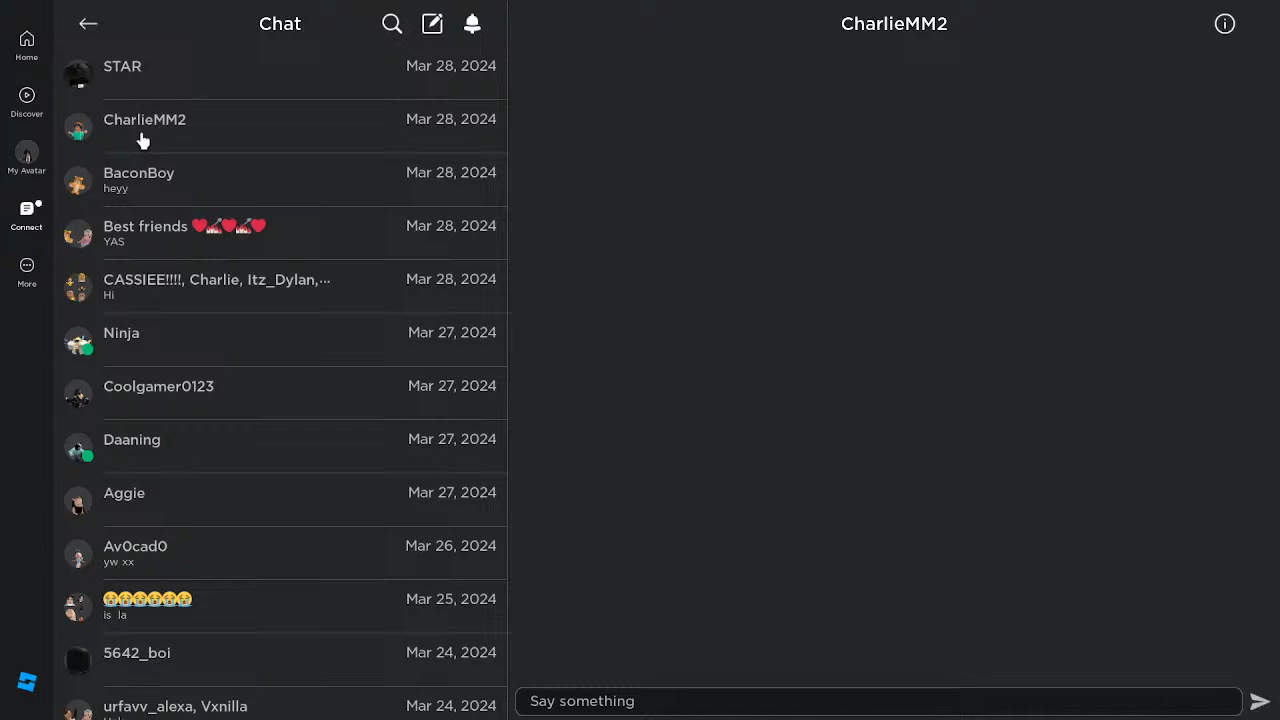 Home
Discover
My Avatar
Connect
More
Chat
STAR
Mar 28, 2024
CharlieMM2
Mar 28, 2024
BaconBoy
Mar 28, 2024
heyy
Best friends ❤️💅❤️💅❤️
Mar 28, 2024
YAS
CASSIEE!!!!, Charlie, Itz_Dylan,...
Mar 28, 2024
Hi
Ninja
Mar 27, 2024
Coolgamer0123
Mar 27, 2024
Daaning
Mar 27, 2024
Aggie
Mar 27, 2024
Av0cad0
Mar 26, 2024
yw xx
😭😭😭😭😭😭
Mar 25, 2024
is la
5642_boi
Mar 24, 2024
urfavv_alexa, Vxnilla
Mar 24, 2024
CharlieMM2
Say something